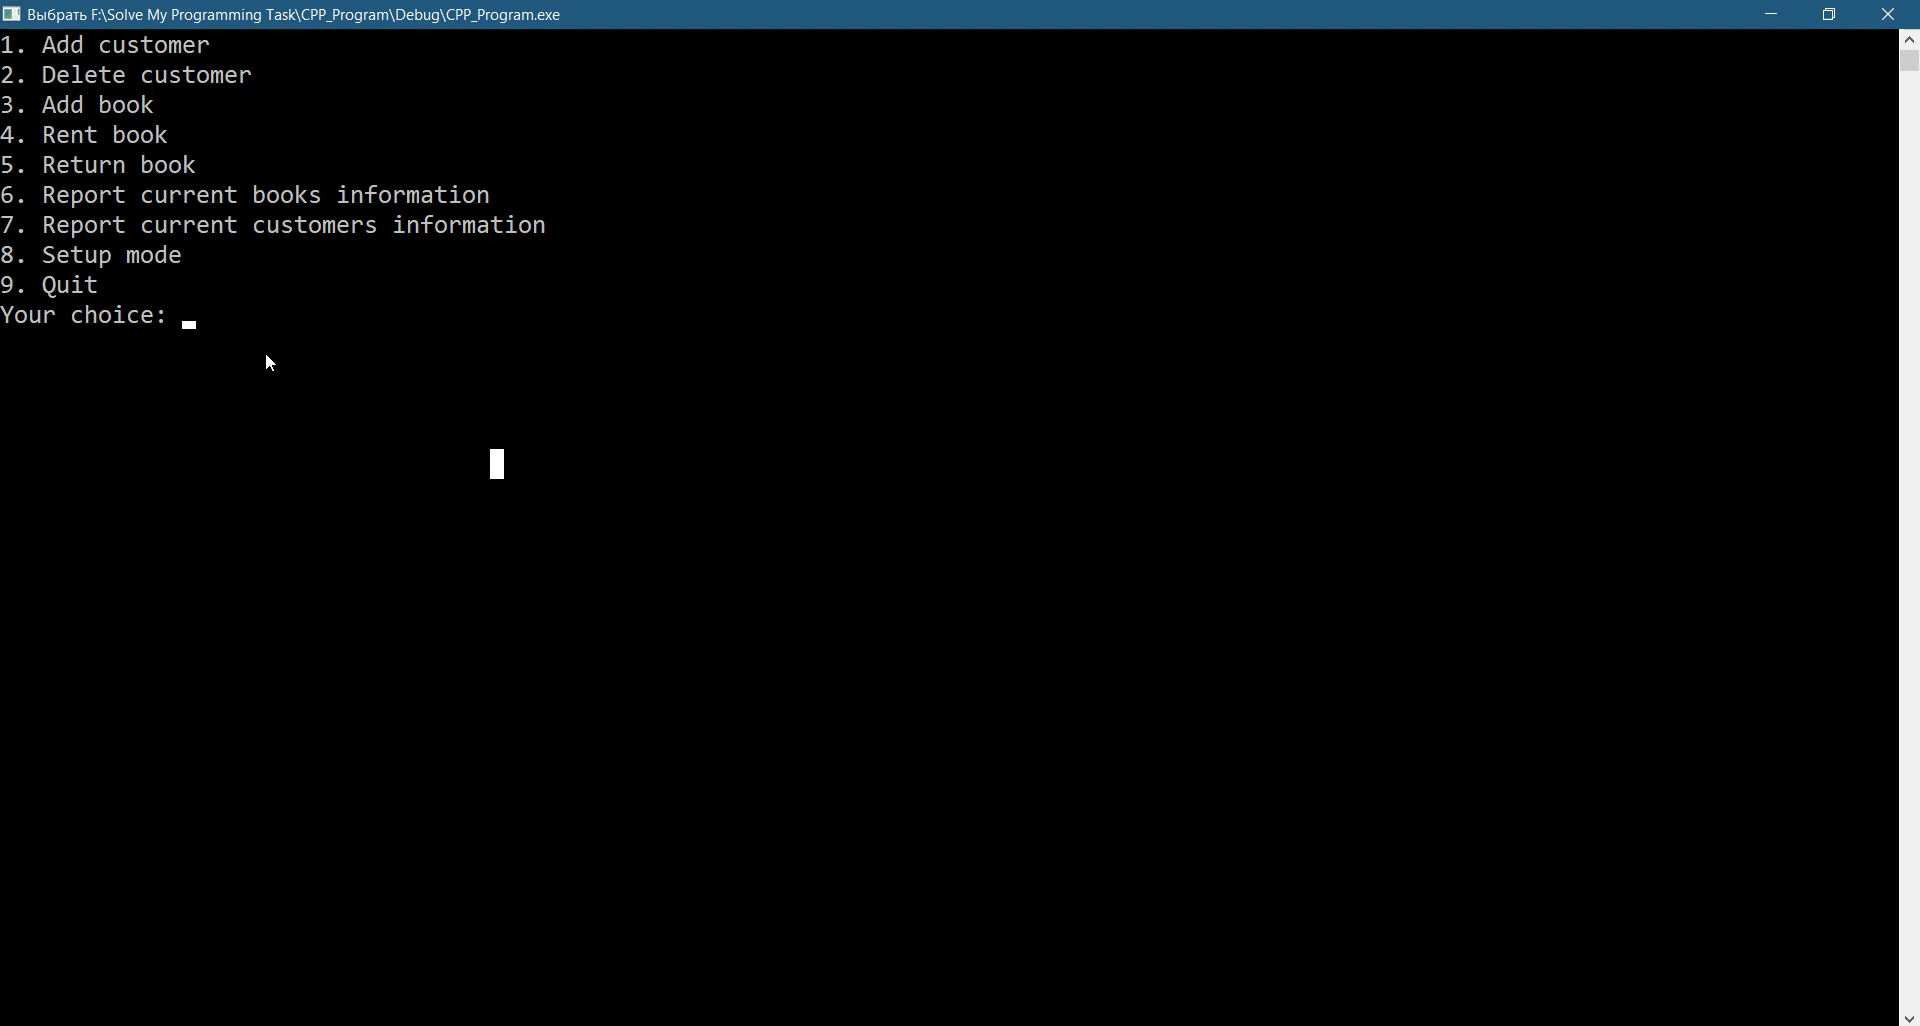 Выбрать F:\Solve My Programming Task\CPP_Program\Debug\CPP_Program.exe
1. Add customer
2. Delete customer
3. Add book
4. Rent book
5. Return book
6. Report current books information
7. Report current customers information
8. Setup mode
9. Quit
Your choice: